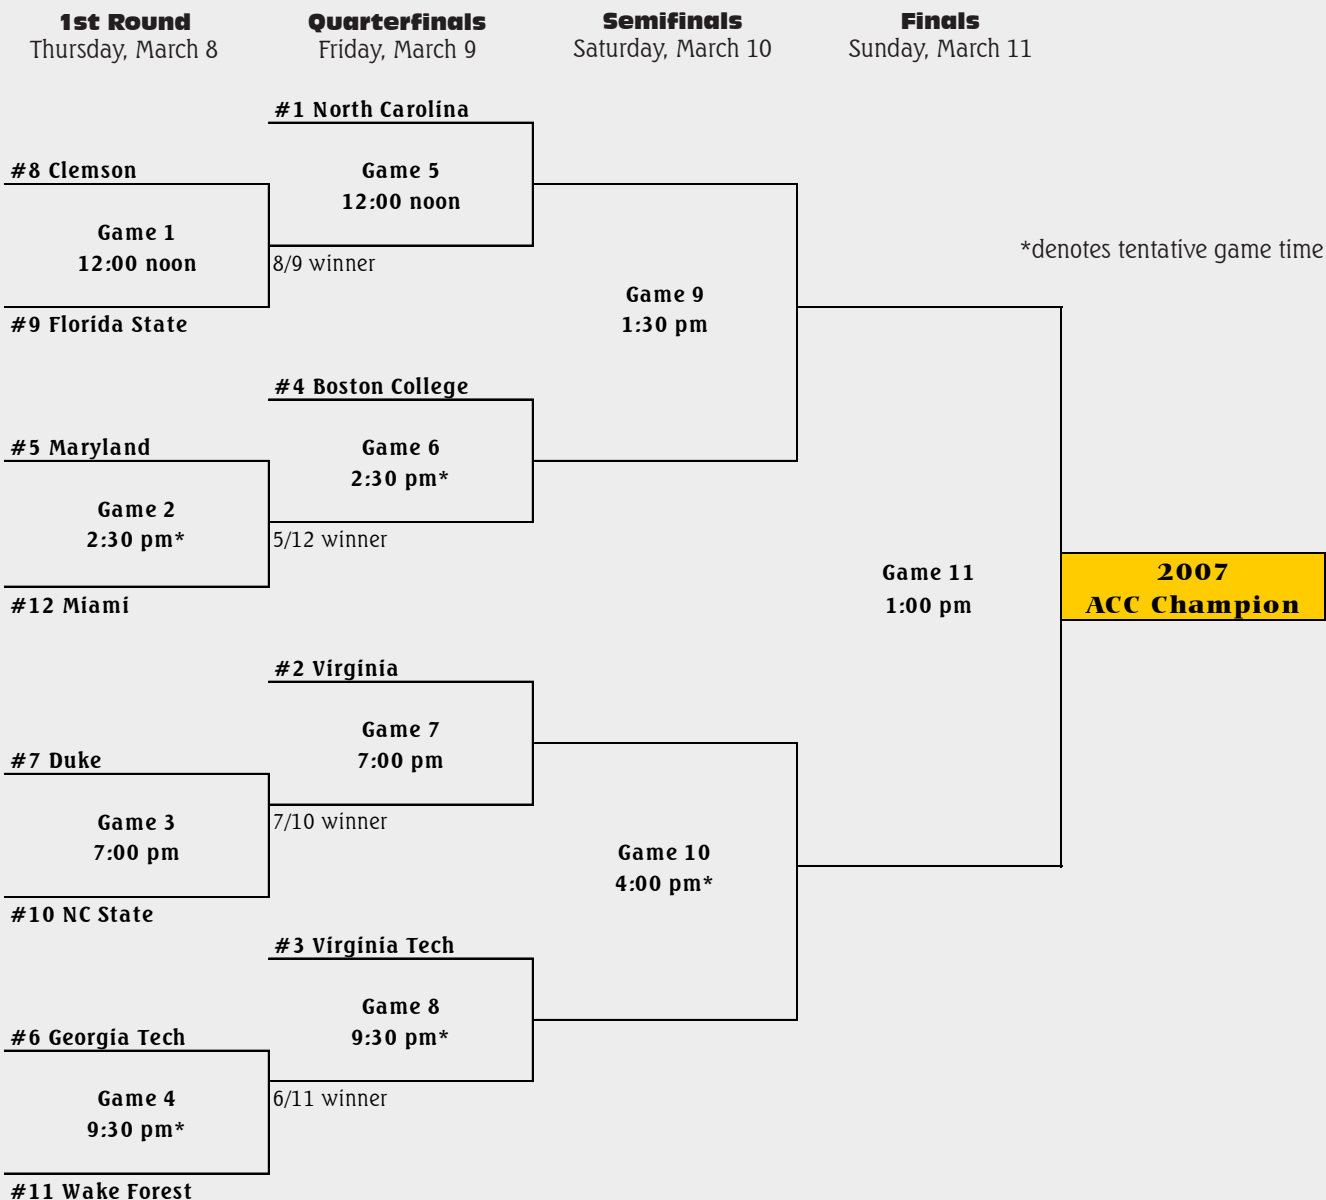 1st Round
Thursday, March 8
Quarterfinals
Friday, March 9
Semifinals
Saturday, March 10
Finals
Sunday, March 11
#8 Clemson
Game 1
12:00 noon
#9 Florida State
#5 Maryland
Game 2
2:30 pm*
#12 Miami
#7 Duke
Game 3
7:00 pm
#10 NC State
#6 Georgia Tech
Game 4
9:30 pm*
#11 Wake Forest
#1 North Carolina
Game 5
12:00 noon
8/9 winner
#4 Boston College
Game 6
2:30 pm*
5/12 winner
#2 Virginia
Game 7
7:00 pm
7/10 winner
#3 Virginia Tech
Game 8
9:30 pm*
6/11 winner
Game 9
1:30 pm
Game 10
4:00 pm*
Game 11
1:00 pm
*denotes tentative game time
2007
ACC Champion